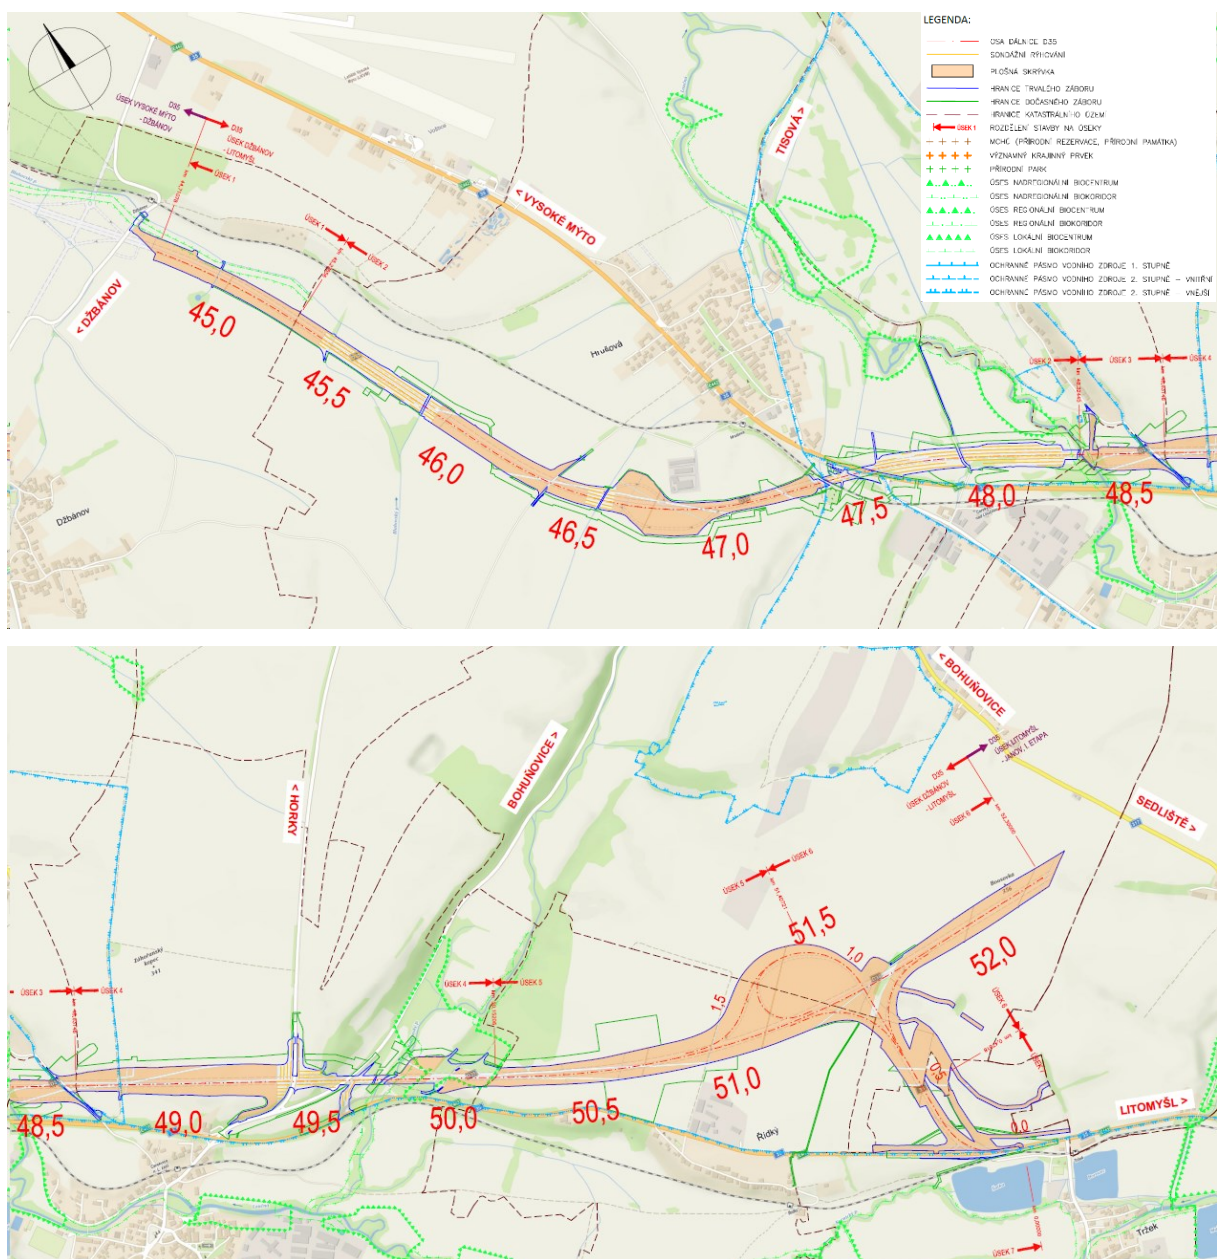 LEGENDA:
OSA DÁLNICE D35
SONDÁŽNÍ RÝHOVÁNÍ
PLOŠNÁ SKRÝVKA
HRANICE TRVALÉHO ZÁBORU
HRANICE DOČASNÉHO ZÁBORU
HRANICE KATASTRÁLNÍHO ÚZEMÍ
ÚSEK 1
ROZDĚLENÍ STAVBY NA ÚSEKY
MCHÚ (PŘÍRODNÍ REZERVACE, PŘÍRODNÍ PAMÁTKA)
VÝZNAMNÝ KRAJINNÝ PRVEK
PŘÍRODNÍ PARK
ÚSES NADREGIONÁLNÍ BIOCENTRUM
ÚSES NADREGIONÁLNÍ BIOKORIDOR
ÚSES REGIONÁLNÍ BIOCENTRUM
ÚSES REGIONÁLNÍ BIOKORIDOR
ÚSES LOKÁLNÍ BIOCENTRUM
ÚSES LOKÁLNÍ BIOKORIDOR
OCHRANNÉ PÁSMO VODNÍHO ZDROJE 1. STUPNĚ
OCHRANNÉ PÁSMO VODNÍHO ZDROJE 2. STUPNĚ - VNITŘNÍ
OCHRANNÉ PÁSMO VODNÍHO ZDROJE 2. STUPNĚ - VNĚJŠÍ
D35
ÚSEK VYSOKÉ MÝTO
- DŽBÁNOV
D35
ÚSEK DŽBÁNOV
- LITOMYŠL
ÚSEK 1
ÚSEK 1
ÚSEK 2
< VYSOKÉ MÝTO
TISOVÁ >
< DŽBÁNOV
Džbánov
Hrušová
ÚSEK 2
ÚSEK 3
ÚSEK 4
45,0
45,5
46,0
46,5
47,0
47,5
48,0
48,5
< HORKY
BOHUŇOVICE >
< BOHUŇOVICE
D35
ÚSEK LITOMYŠL
- JANOV, I. ETAPA
D35
ÚSEK DŽBÁNOV
- LITOMYŠL
ÚSEK 6
SEDLIŠTĚ >
ÚSEK 5
ÚSEK 6
ÚSEK 3
ÚSEK 4
ÚSEK 4
ÚSEK 5
51,5
1,0
52,0
1,5
ÚSEK 6
51,0
0,5
48,5
49,0
49,5
50,0
50,5
0,0
LITOMYŠL >
Řídký
Tržek
ÚSEK 7